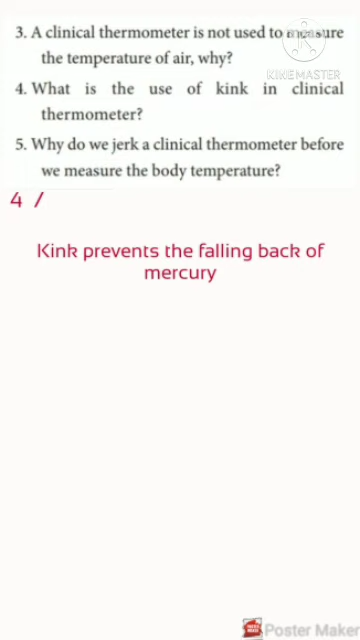 3. A clinical thermometer is not used to measure
KINEMASTER
the temperature of air, why?
4. What is the use of kink in clinical
thermometer?
5. Why do we jerk a clinical thermometer before
we measure the body temperature?
4 /
Kink prevents the falling back of
mercury
Poster Maker